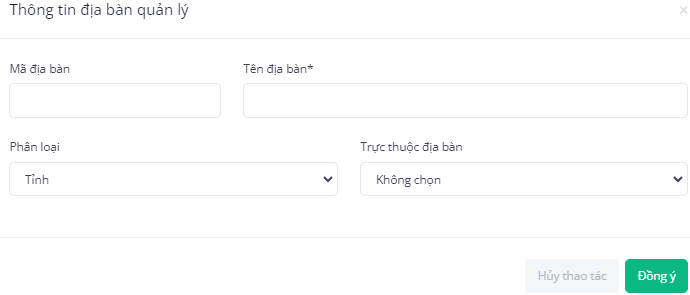 Thông tin địa bàn quản lý
×
Mã địa bàn
Tên địa bàn*
Phân loại
Trực thuộc địa bàn
Tỉnh
Không chọn
Hủy thao tác
Đồng ý